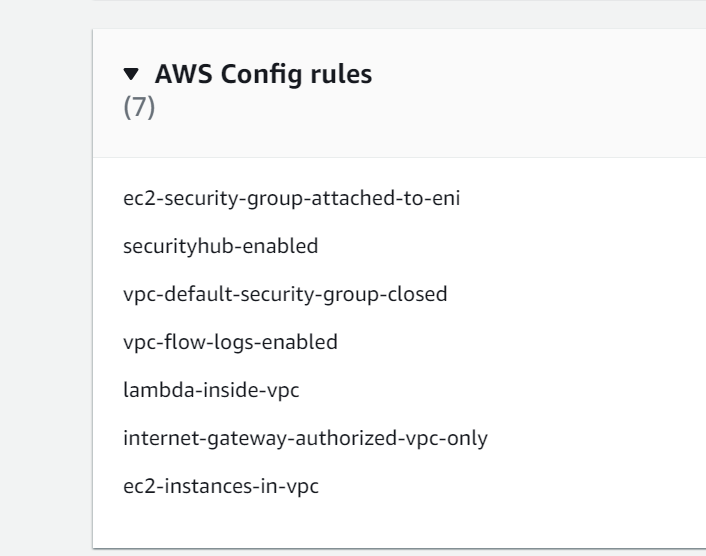 AWS Config rules
(7)
ec2-security-group-attached-to-eni
securityhub-enabled
vpc-default-security-group-closed
vpc-flow-logs-enabled
lambda-inside-vpc
internet-gateway-authorized-vpc-only
ec2-instances-in-vpc